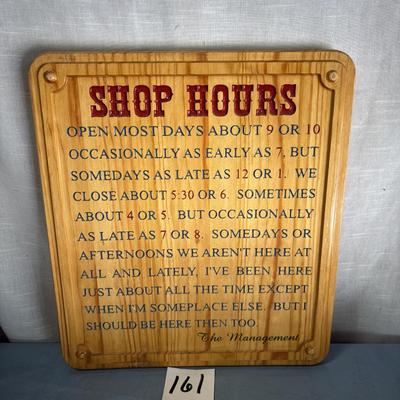 SHOP HOURS
OPEN MOST DAYS ABOUT 9 OR 10
OCCASIONALLY AS EARLY AS 7, BUT
SOMEDAYS AS LATE AS 12 OR 1. WE
CLOSE ABOUT 5:30 OR 6. SOMETIMES
ABOUT 4 OR 5. BUT OCCASIONALLY
AS LATE AS 7 OR 8. SOMEDAYS OR
AFTERNOONS WE AREN'T HERE AT
ALL AND LATELY, I'VE BEEN HERE
JUST ABOUT ALL THE TIME EXCEPT
WHEN I'M SOMEPLACE ELSE. BUT I
SHOULD BE HERE THEN TOO.
The Management
161